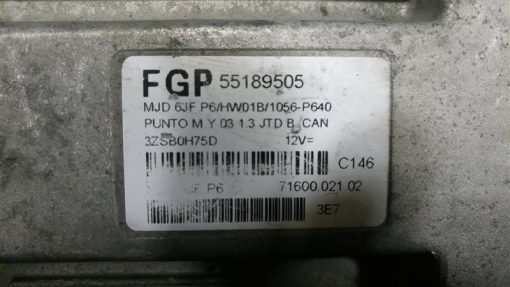 FGP 55189505
MJD 6JF P6/HW01B/1056-P640
PUNTO M Y 03 1 3 JTD B CAN
3ZSB0H75D 12V=
C146
P6 71600 021 02
3E7